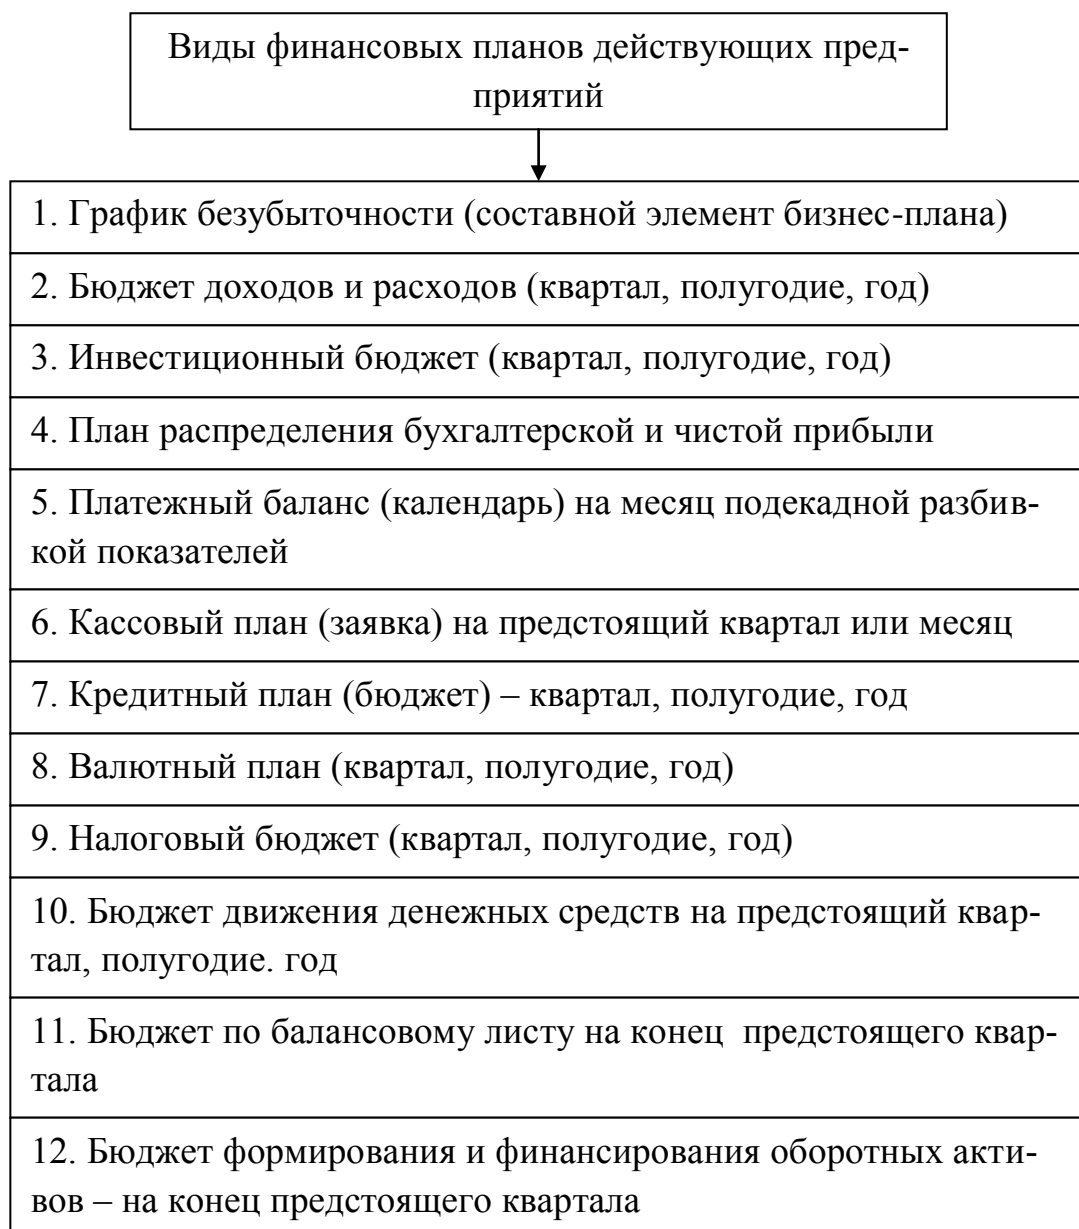 Виды финансовых планов действующих пред-
приятий
1. График безубыточности (составной элемент бизнес-плана)
2. Бюджет доходов и расходов (квартал, полугодие, год)
3. Инвестиционный бюджет (квартал, полугодие, год)
4. План распределения бухгалтерской и чистой прибыли
5. Платежный баланс (календарь) на месяц подекадной разбив-
кой показателей
6. Кассовый план (заявка) на предстоящий квартал или месяц
7. Кредитный план (бюджет) – квартал, полугодие, год
8. Валютный план (квартал, полугодие, год)
9. Налоговый бюджет (квартал, полугодие, год)
10. Бюджет движения денежных средств на предстоящий квар-
тал, полугодие. год
11. Бюджет по балансовому листу на конец  предстоящего квар-
тала
12. Бюджет формирования и финансирования оборотных акти-
вов – на конец предстоящего квартала